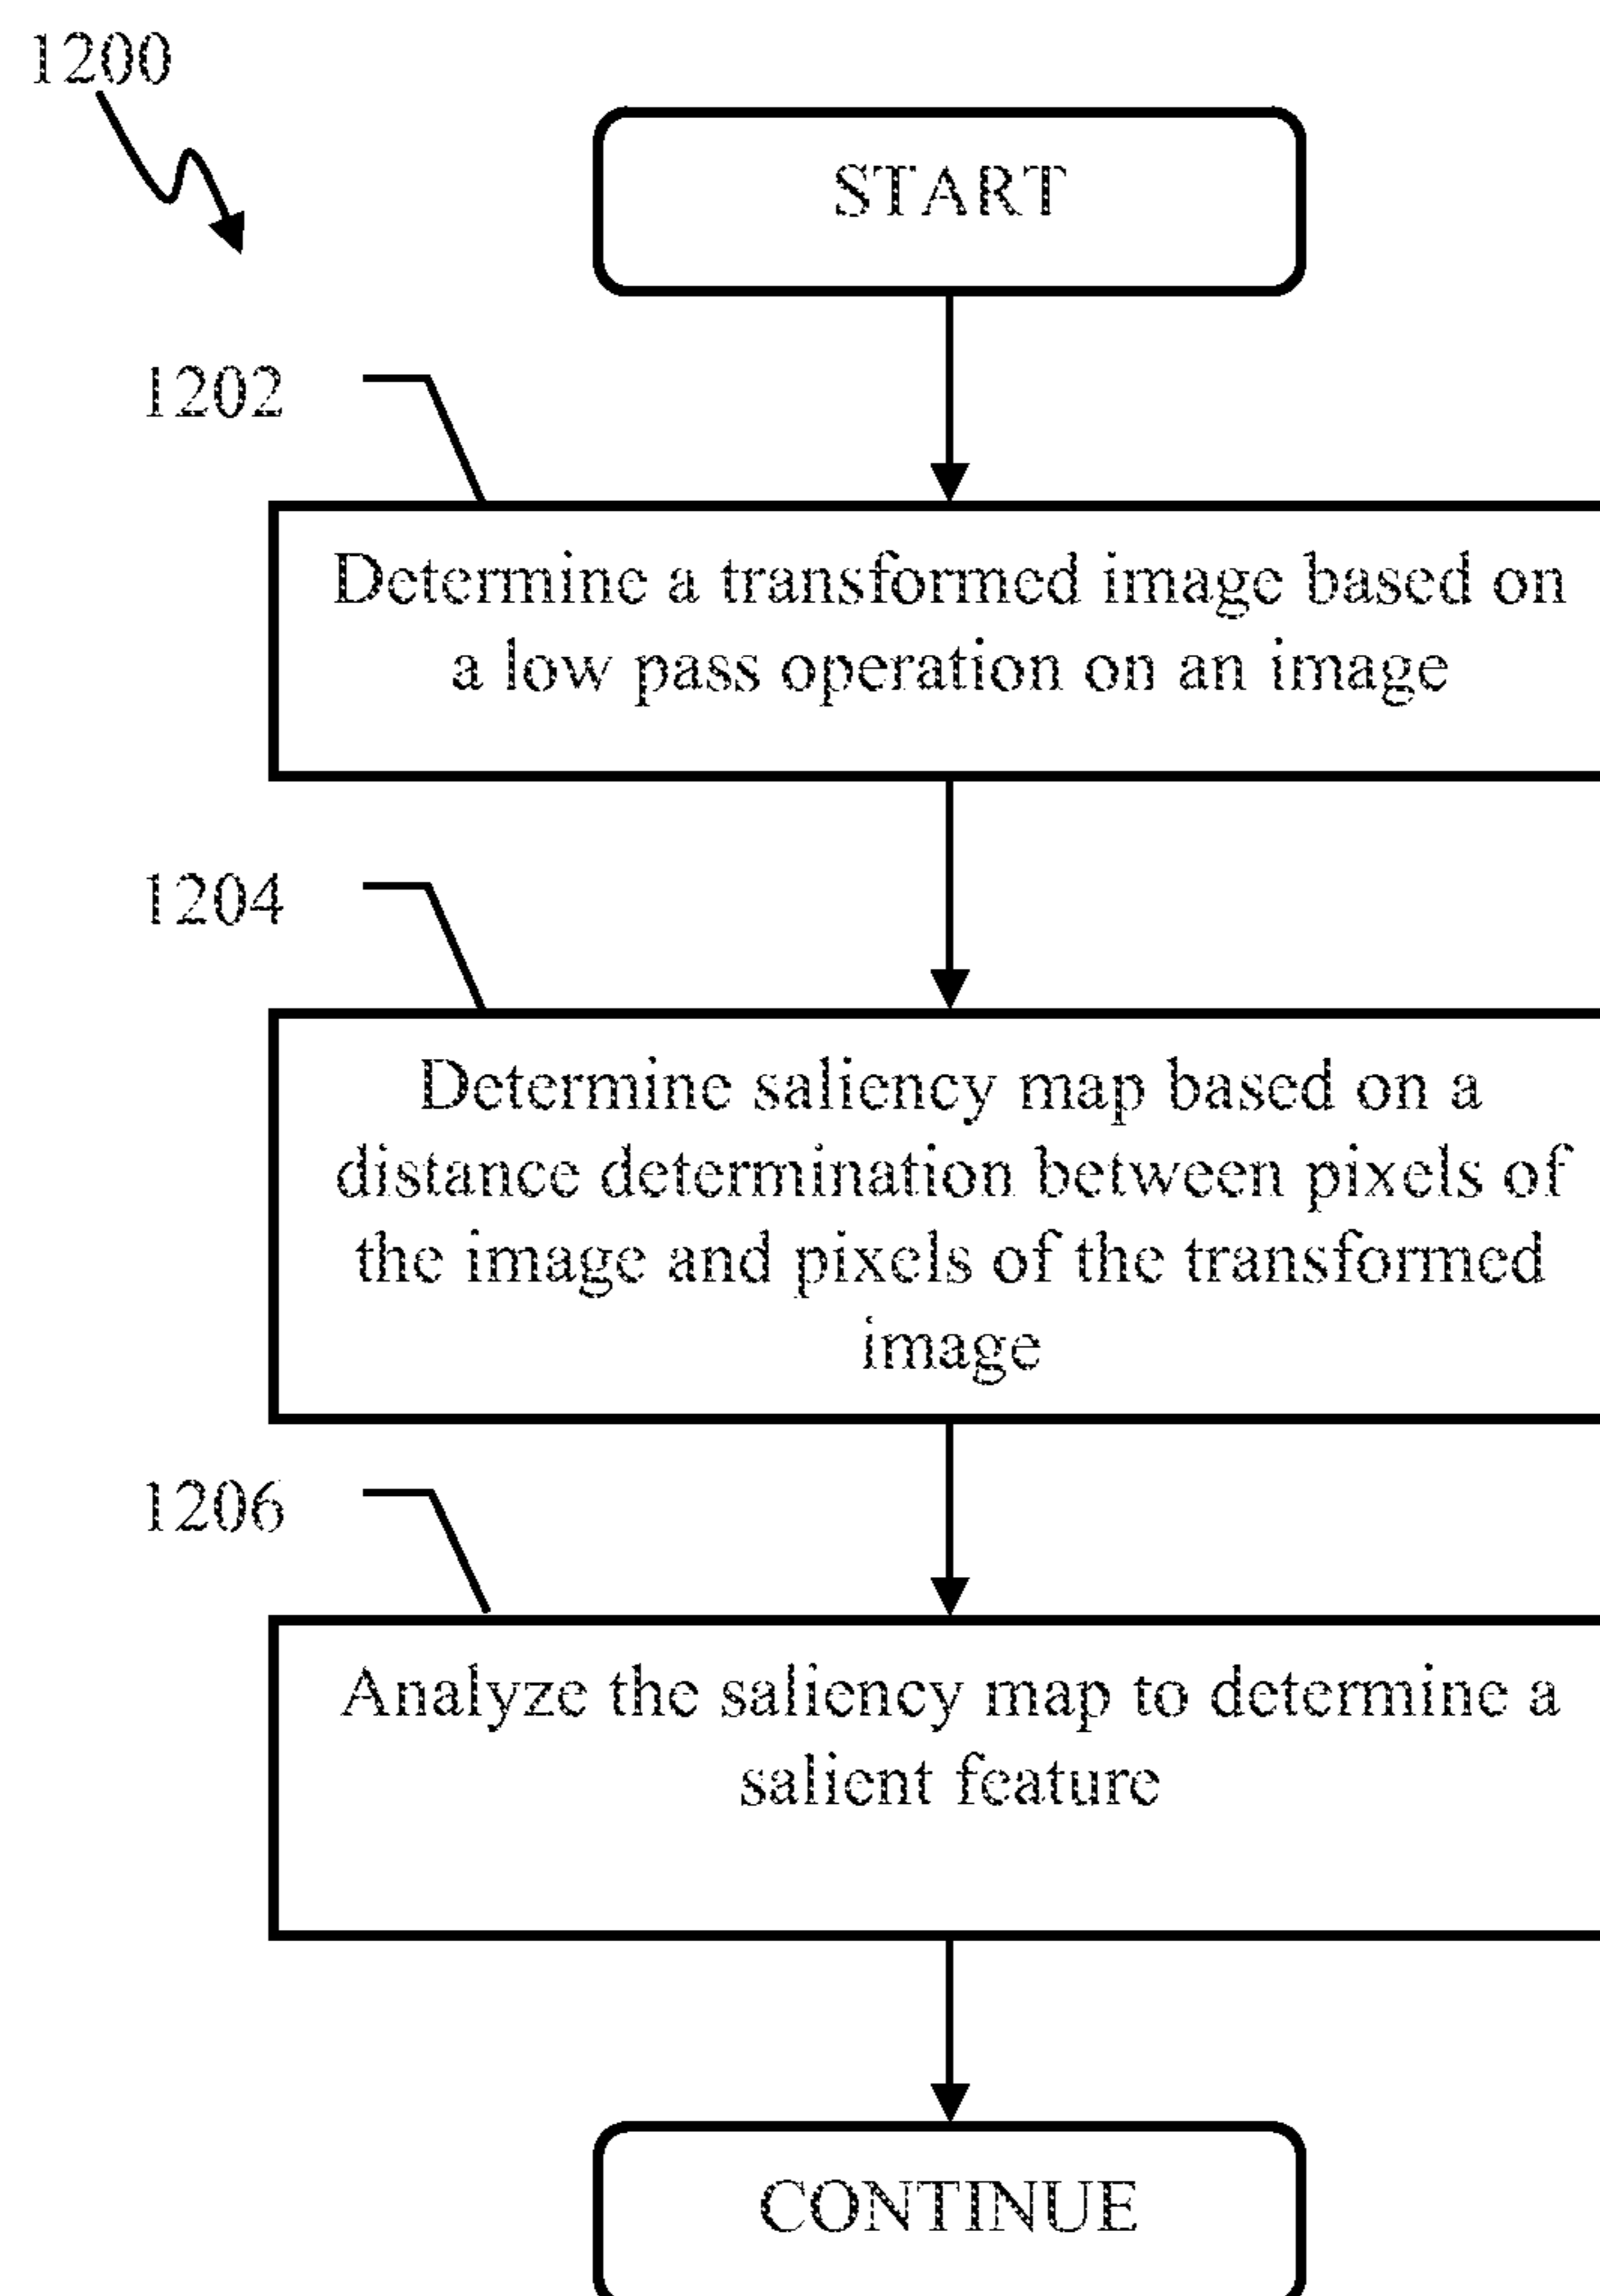 1200
START
1202
Determine a transformed image based on
a low pass operation on an image
1204
Determine saliency map based on a
distance determination between pixels of
the image and pixels of the transformed
image
1206
Analyze the saliency map to determine a
salient feature
CONTINUE